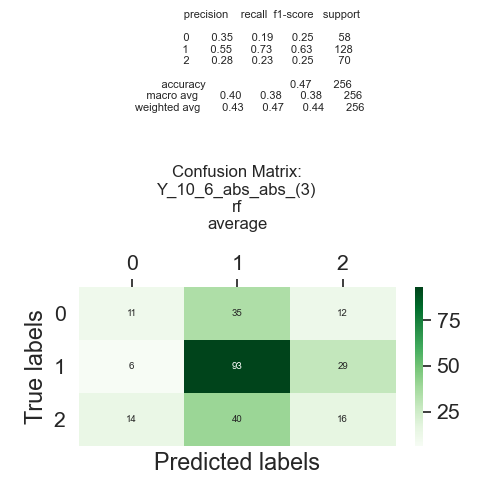 precision recall f1-score support
0 0.35 0.19 0.25 58
1 0.55 0.73 0.63 128
2 0.28 0.23 0.25 70
accuracy 0.47 256
macro avg 0.40 0.38 0.38 256
weighted avg 0.43 0.47 0.44 256
Confusion Matrix:
Y_10_6_abs_abs_(3)
rf
average
0 1 2
0 11 35 12
1 6 93 29
2 14 40 16
True labels
Predicted labels
75
50
25